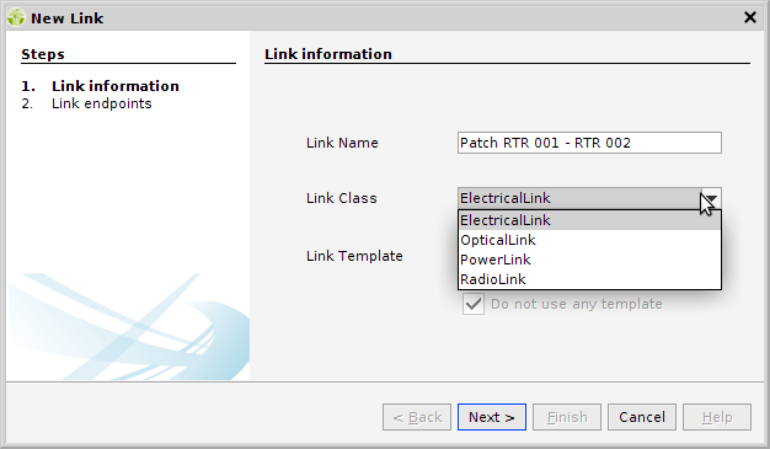 New Link
Steps
1. Link information
2. Link endpoints
Link information
Link Name
Patch RTR 001 - RTR 002
Link Class
ElectricalLink
ElectricalLink
OpticalLink
PowerLink
RadioLink
Link Template
Do not use any template
< Back
Next >
Finish
Cancel
Help